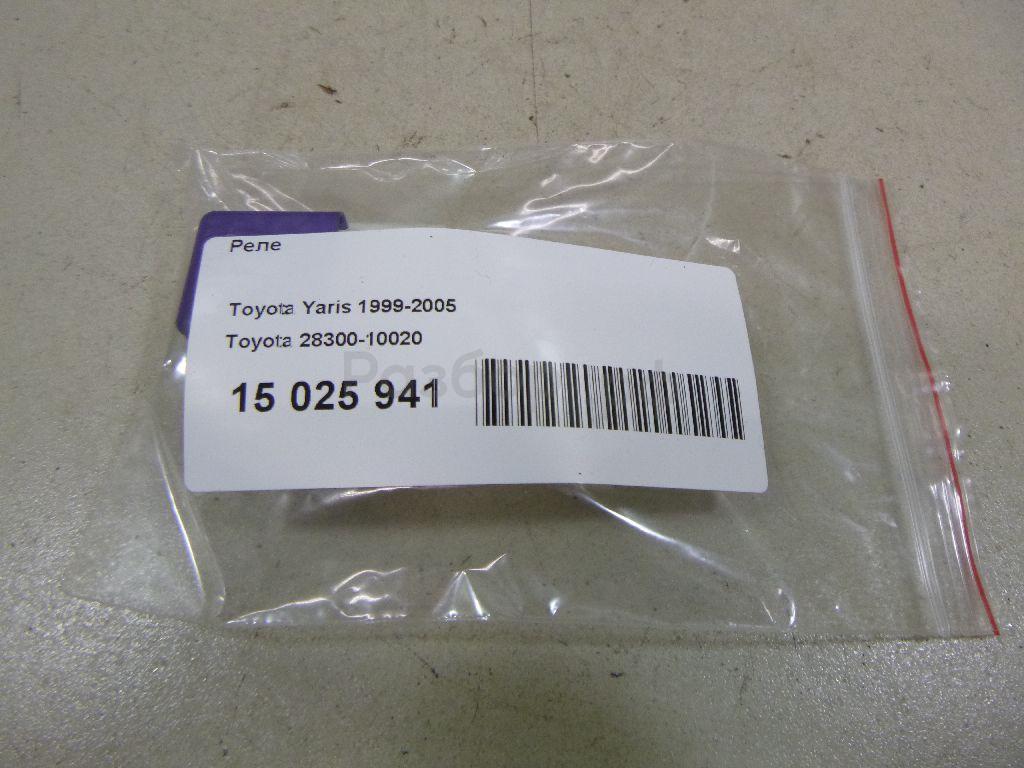 Реле
Toyota Yaris 1999-2005
Toyota 28300-10020
15 025 941